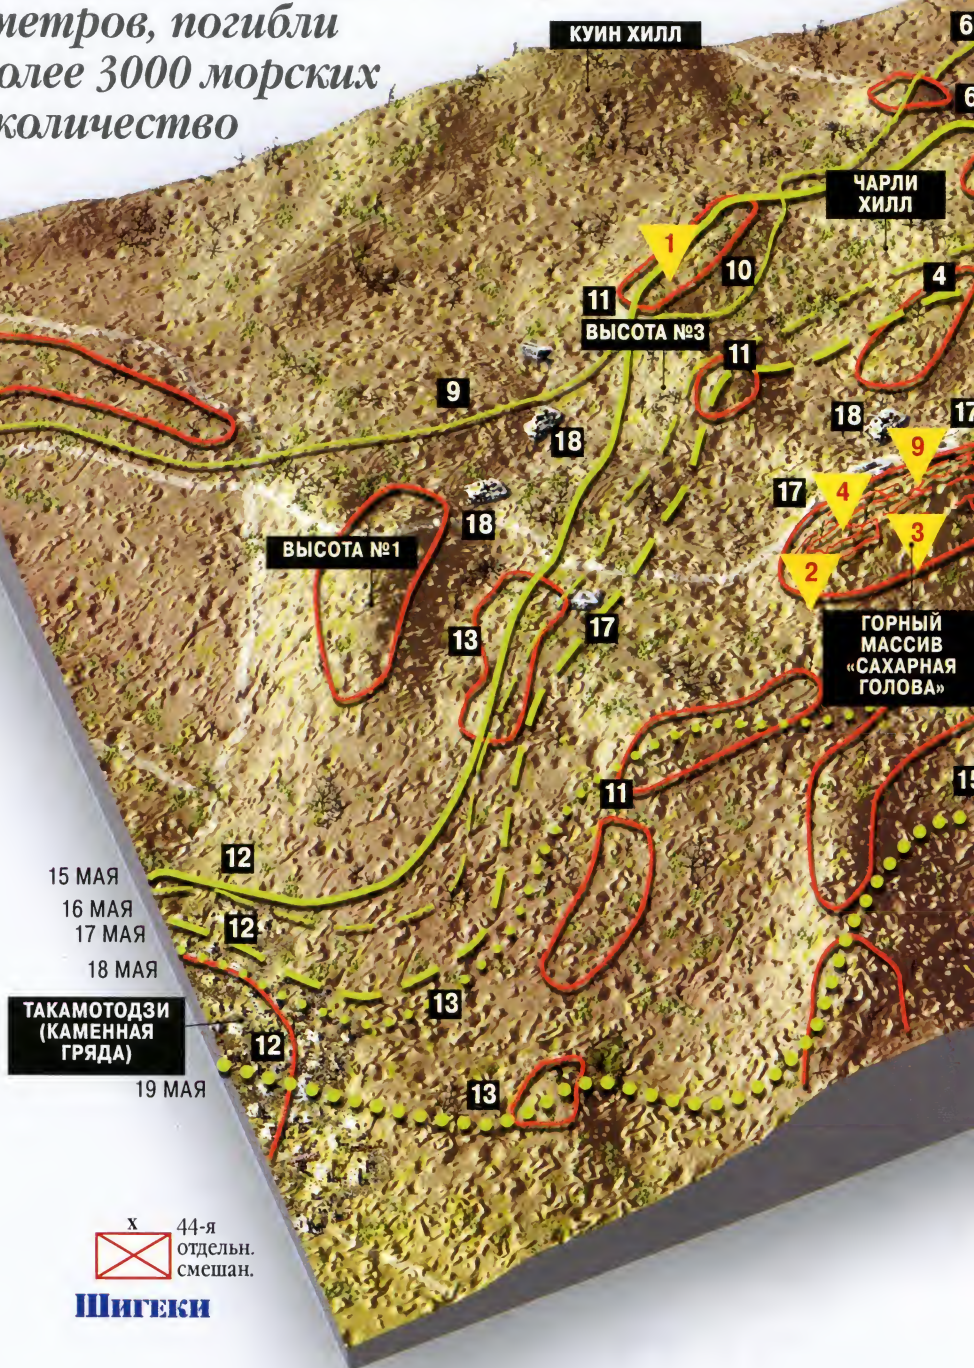 метров, погибли
олее 3000 морских
количество
КУИН ХИЛЛ
6
6
ЧАРЛИ
ХИЛЛ
1
10
4
11
ВЫСОТА №3
11
9
18
18
17
9
17
4
18
3
ВЫСОТА №1
2
13
17
ГОРНЫЙ
МАССИВ
«САХАРНАЯ
ГОЛОВА»
11
15
12
15 МАЯ
16 МАЯ
12
17 МАЯ
18 МАЯ
13
ТАКАМОТОДЗИ
(КАМЕННАЯ
ГРЯДА)
12
19 МАЯ
13
х 44-я
отдельн.
смешан.
Шигеки